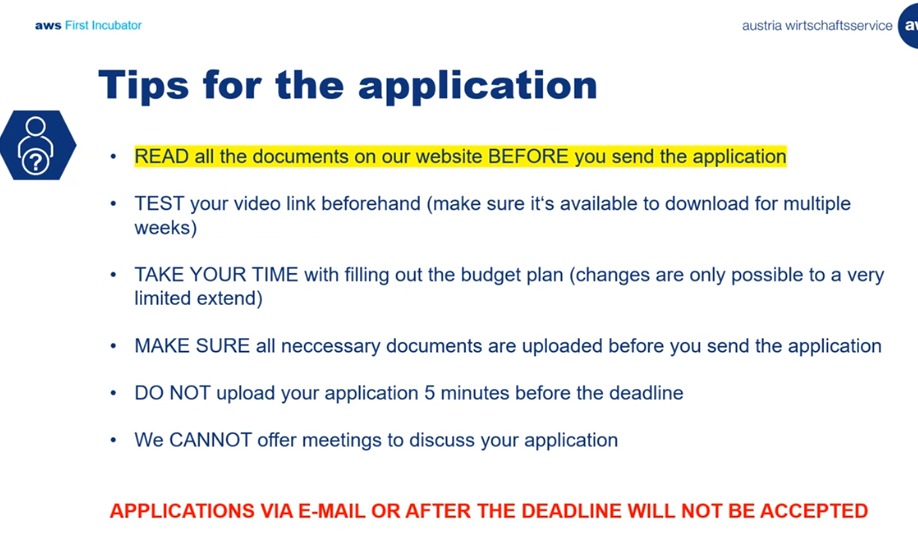 aws First Incubator
austria wirtschaftsservice
Tips for the application
?
• READ all the documents on our website BEFORE you send the application
• TEST your video link beforehand (make sure it‘s available to download for multiple
weeks)
• TAKE YOUR TIME with filling out the budget plan (changes are only possible to a very
limited extend)
• MAKE SURE all neccessary documents are uploaded before you send the application
• DO NOT upload your application 5 minutes before the deadline
• We CANNOT offer meetings to discuss your application
APPLICATIONS VIA E-MAIL OR AFTER THE DEADLINE WILL NOT BE ACCEPTED